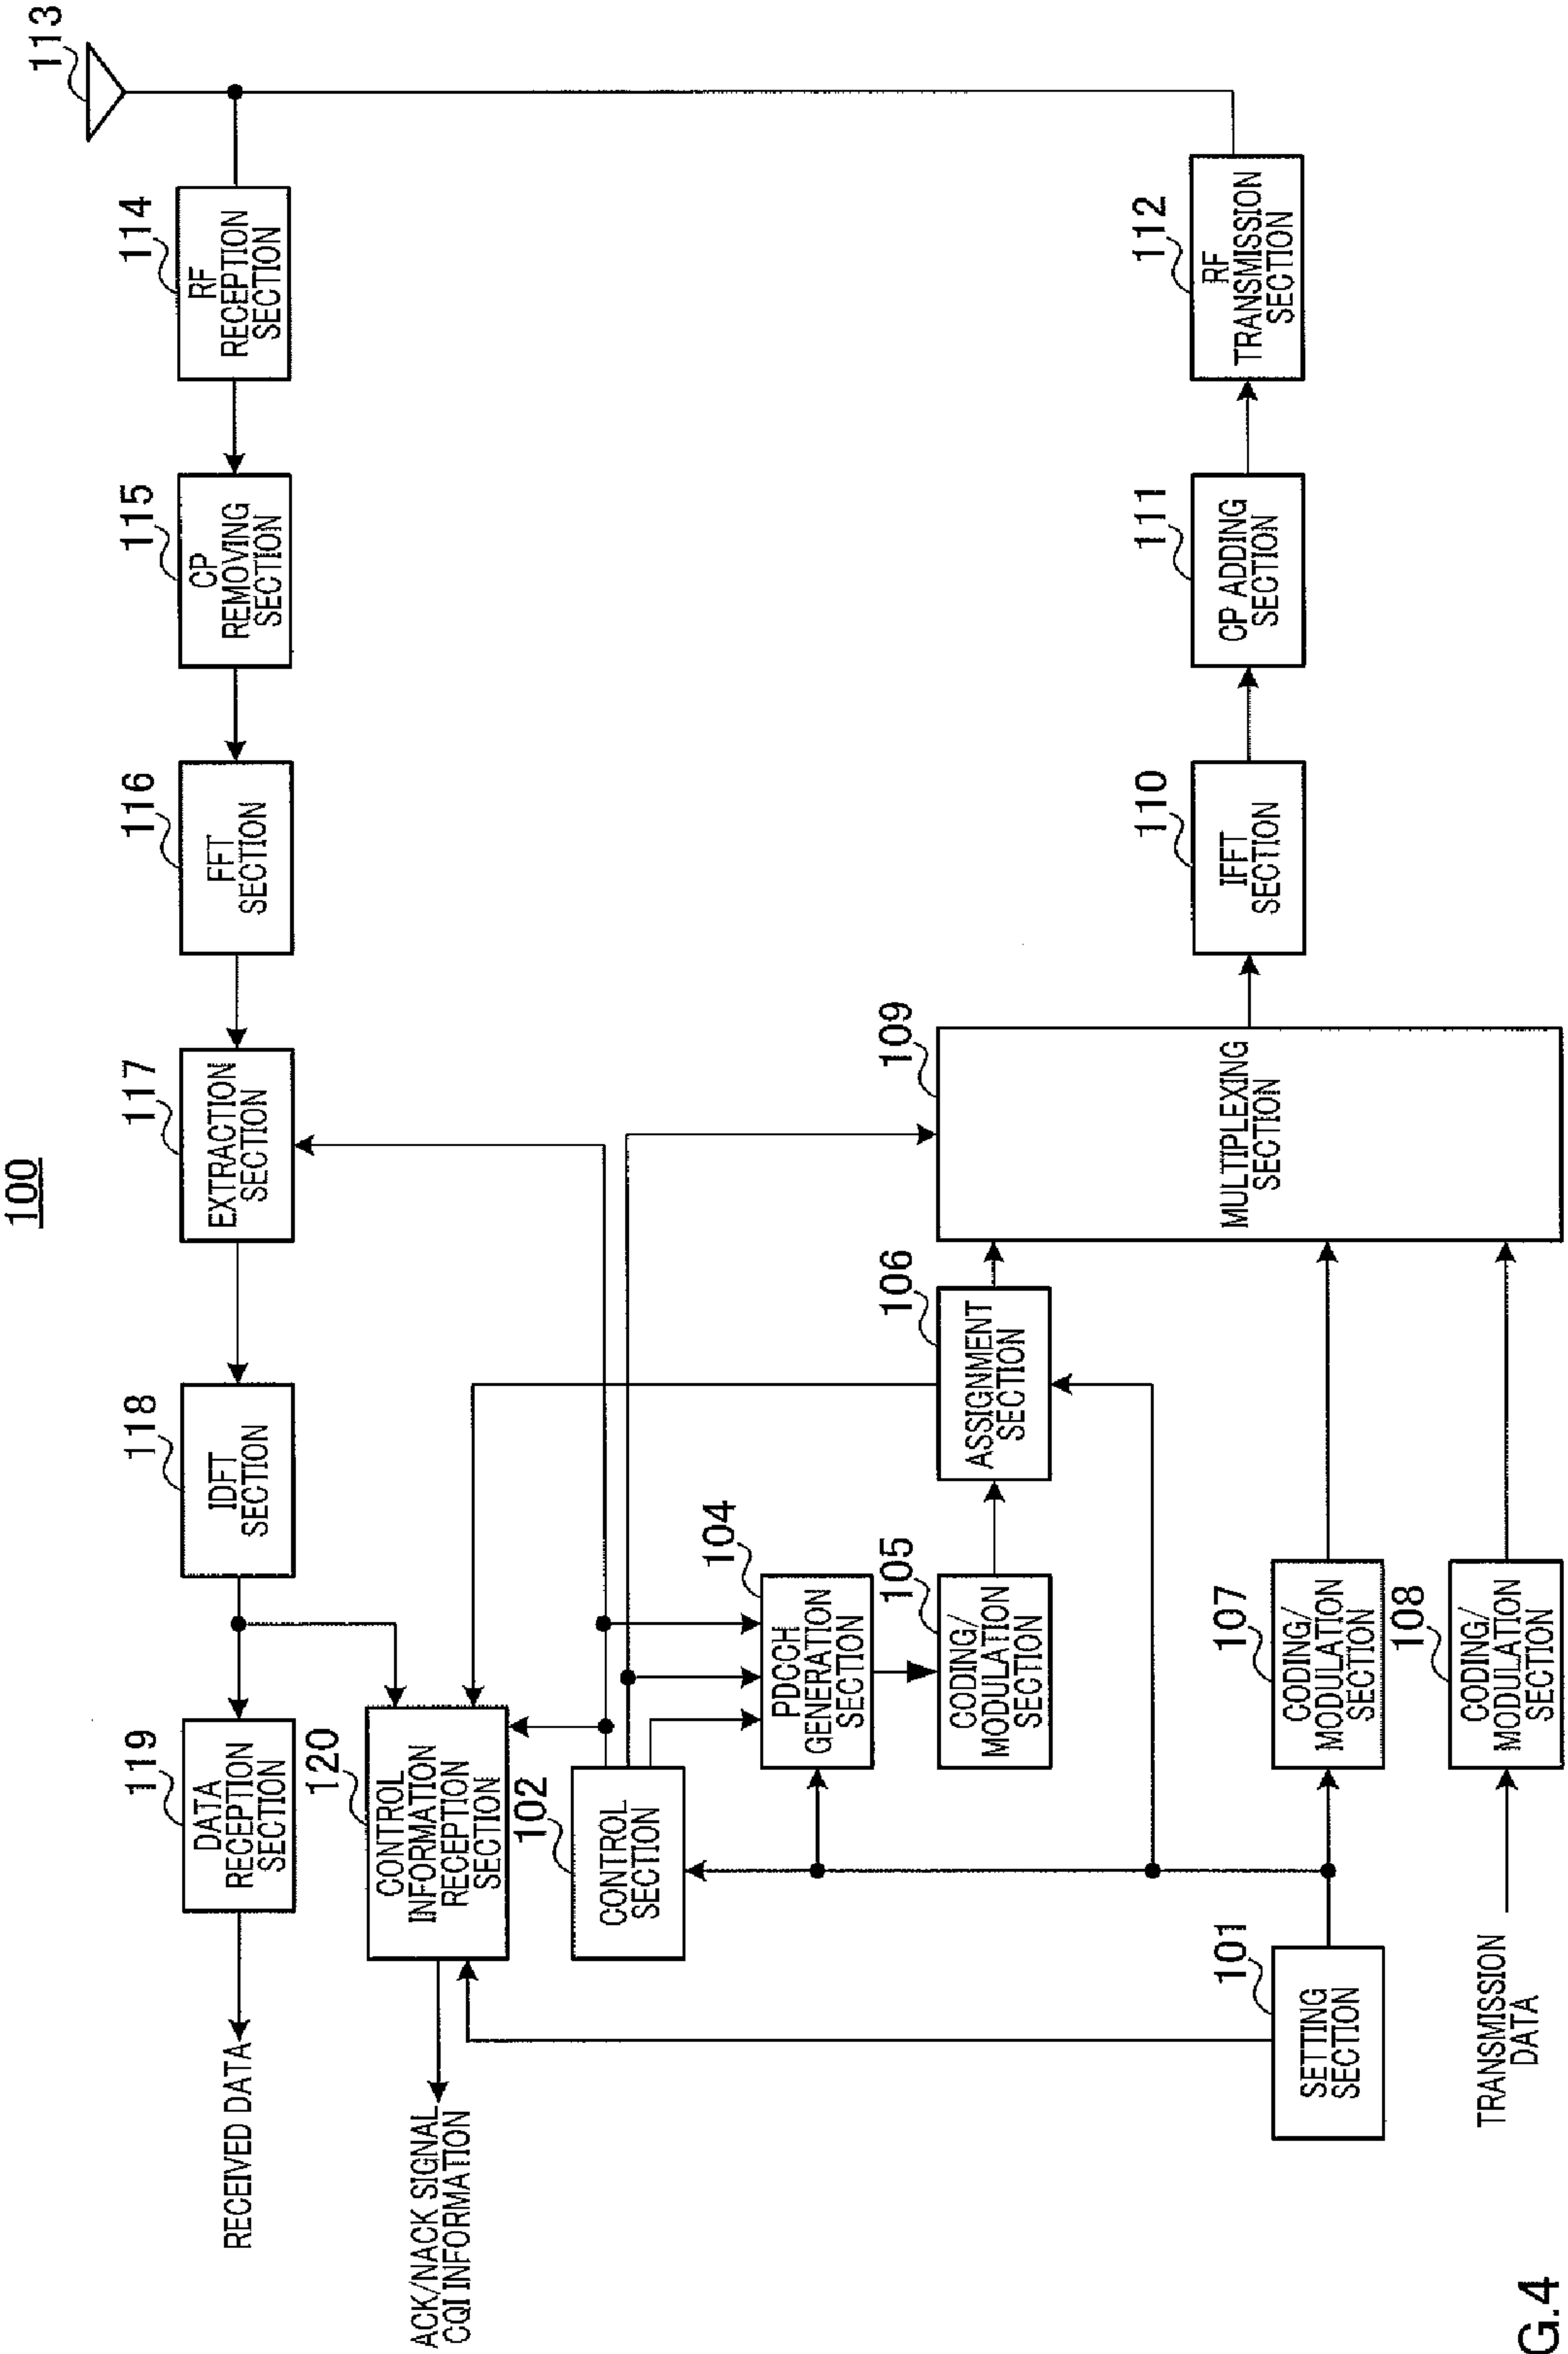 100
113
114
RF
RECEPTION
SECTION
115
CP
REMOVING
SECTION
116
FFT
SECTION
117
EXTRACTION
SECTION
118
IDFT
SECTION
119
DATA
RECEPTION
SECTION
RECEIVED DATA
120
CONTROL
INFORMATION
RECEPTION
SECTION
ACK/NACK SIGNAL
CQI INFORMATION
102
CONTROL
SECTION
104
PDCCH
GENERATION
SECTION
105
CODING/
MODULATION
SECTION
106
ASSIGNMENT
SECTION
109
MULTIPLEXING
SECTION
110
IFFT
SECTION
111
CP ADDING
SECTION
112
RF
TRANSMISSION
SECTION
101
SETTING
SECTION
107
CODING/
MODULATION
SECTION
108
CODING/
MODULATION
SECTION
TRANSMISSION
DATA
G.4